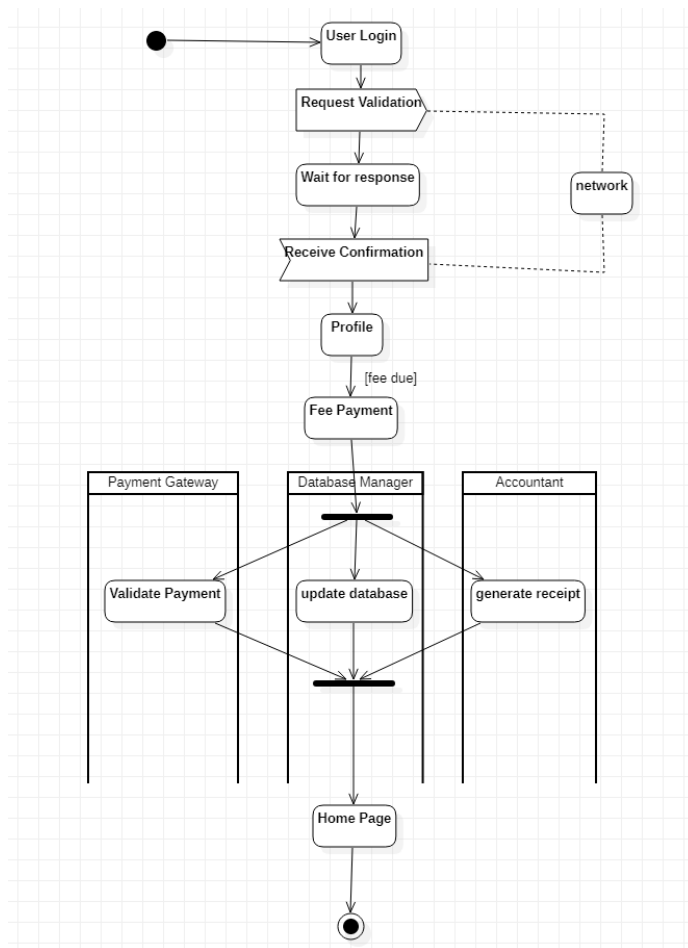 User Login
Request Validation
Wait for response
network
Receive Confirmation
Profile
[fee due]
Fee Payment
Payment Gateway
Database Manager
Accountant
Validate Payment
update database
generate receipt
Home Page